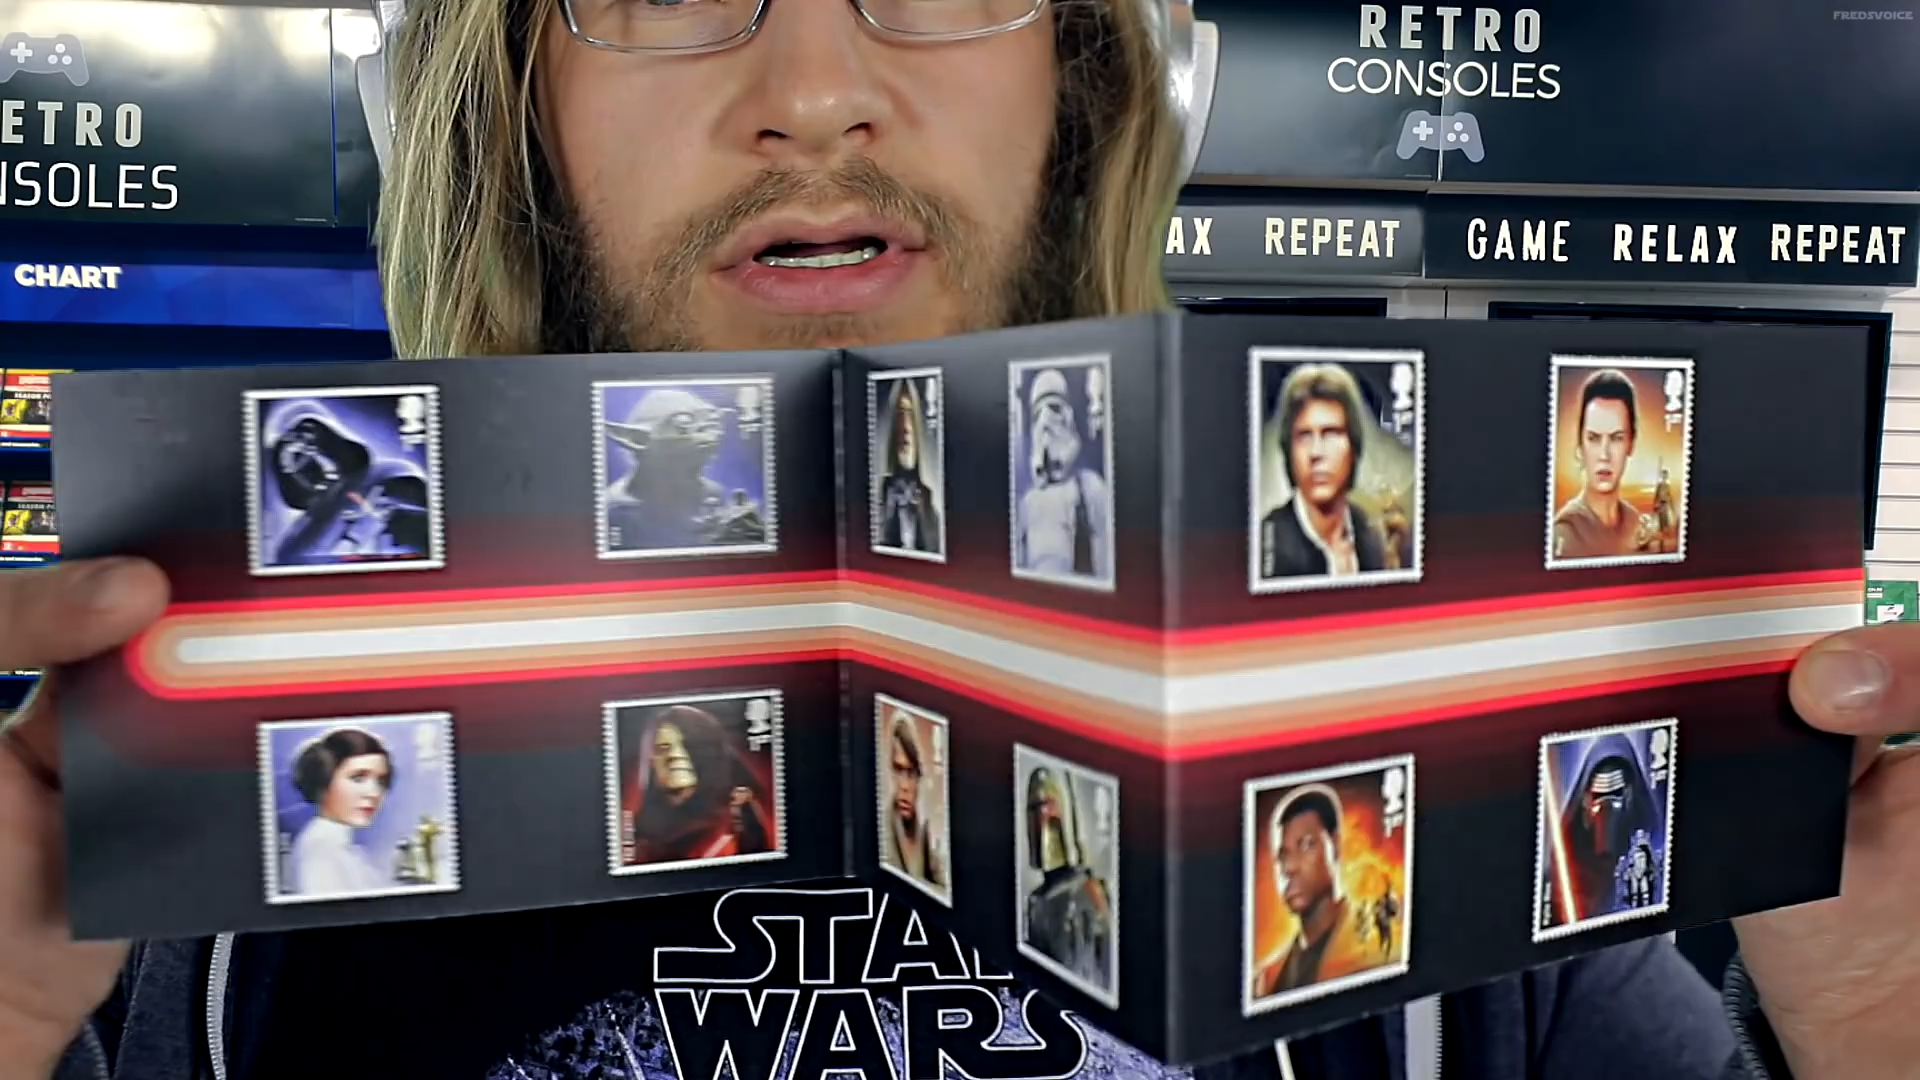 FREDSVOICE
RETRO
CONSOLES
ETRO
NSOLES
AX REPEAT
GAME RELAX REPEAT
CHART
STA
WARS